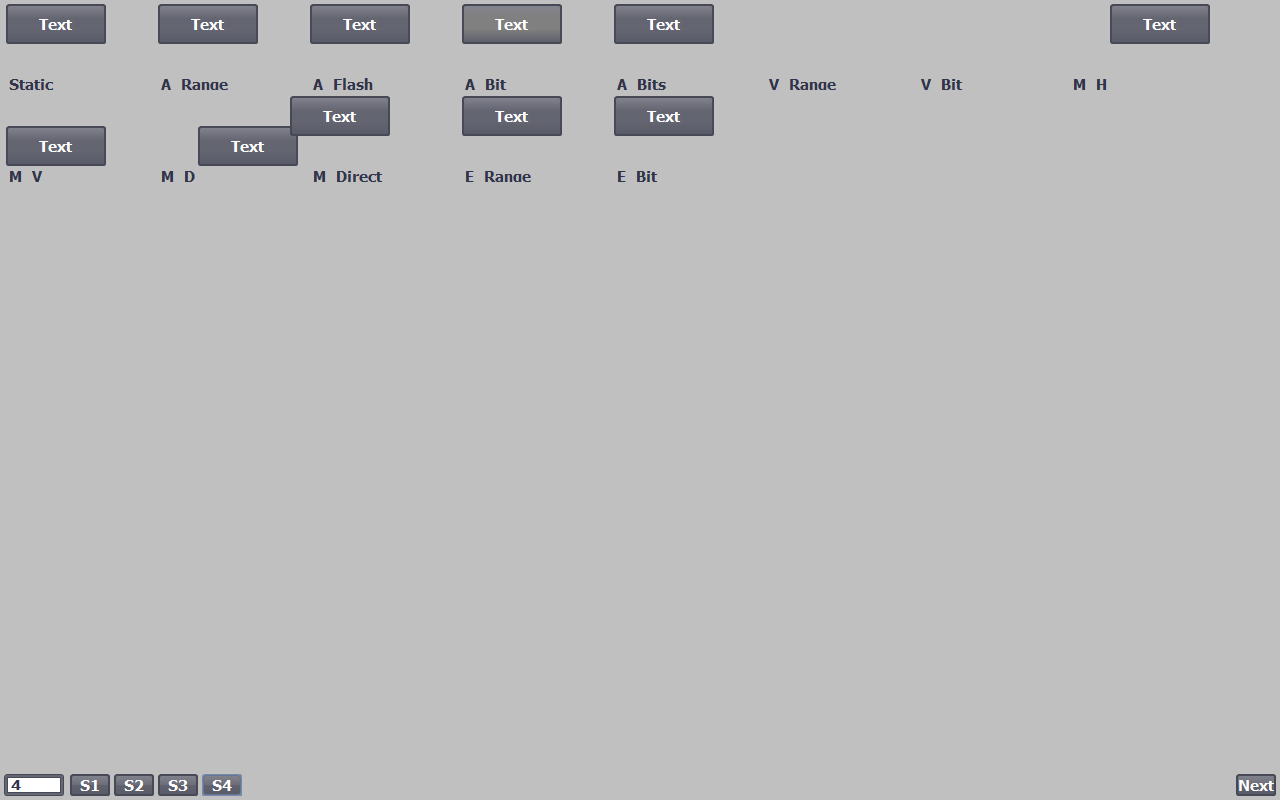 Text Text Text Text Text Text
Static A Range A Flash A Bit A Bits V Range V Bit M H
Text Text Text
Text Text
M V M D M Direct E Range E Bit
4 S1 S2 S3 S4 Next